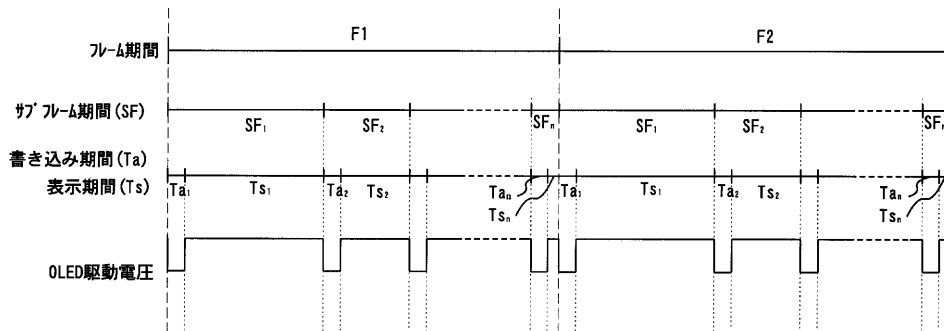 F1 F2
フレーム期間
サブフレーム期間(SF)
SF₁ SF₂ SFₙ SF₁ SF₂ SFₙ
書き込み期間(Ta)
表示期間(Ts)
Ta₁ Ts₁ Ta₂ Ts₂ Taₙ Ta₁ Ts₁ Ta₂ Ts₂ Taₙ
Tsₙ Tsₙ
OLED駆動電圧